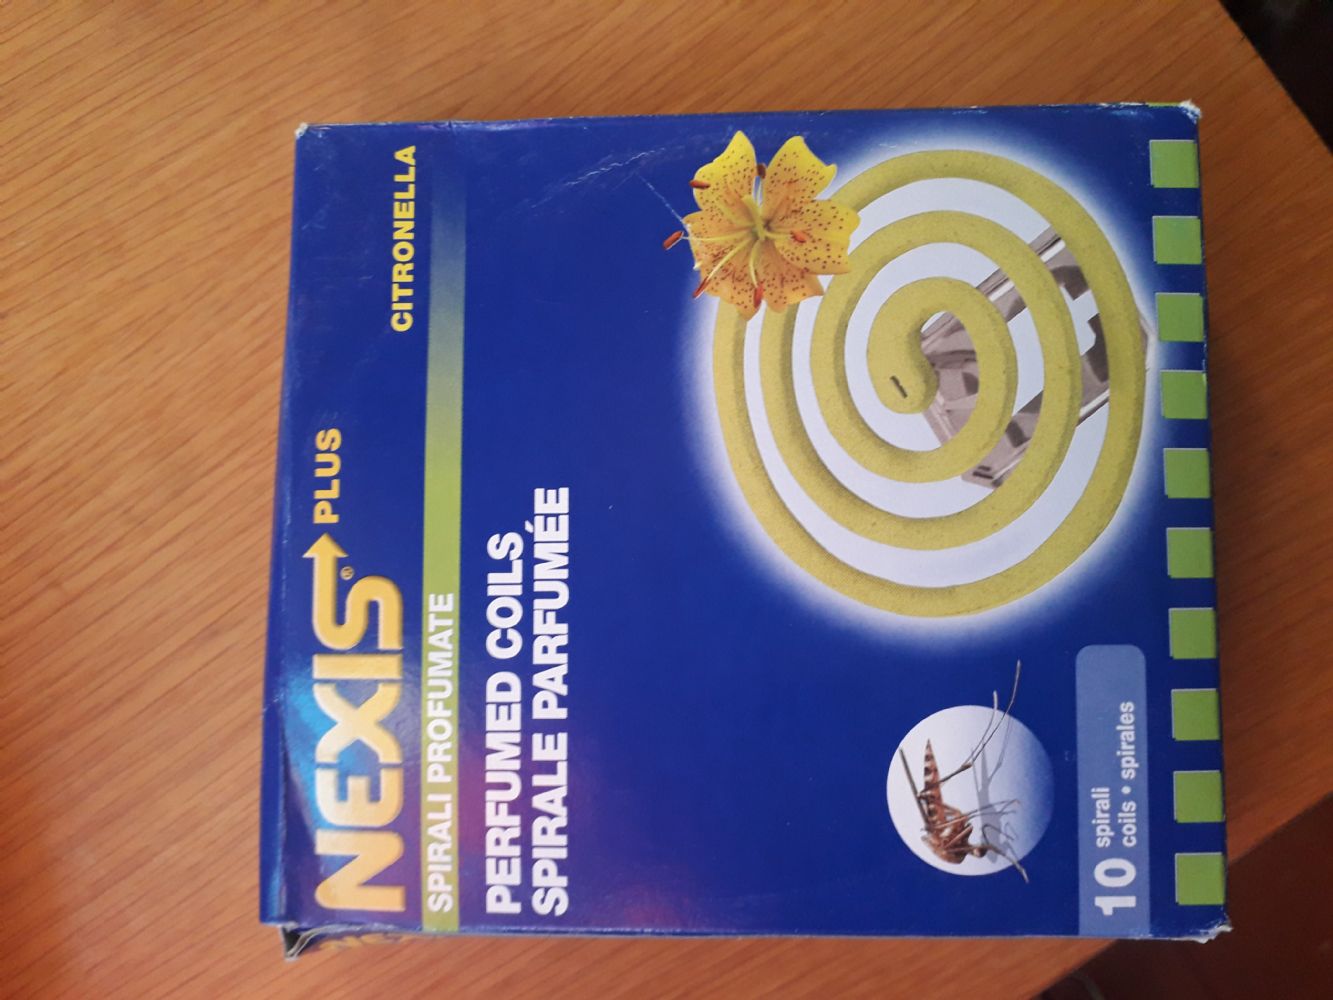 NEXIS® PLUS
CITRONELLA
SPIRALI PROFUMATE
PERFUMED COILS
SPIRALE PARFUMÉE
10 spirali
coils • spirales